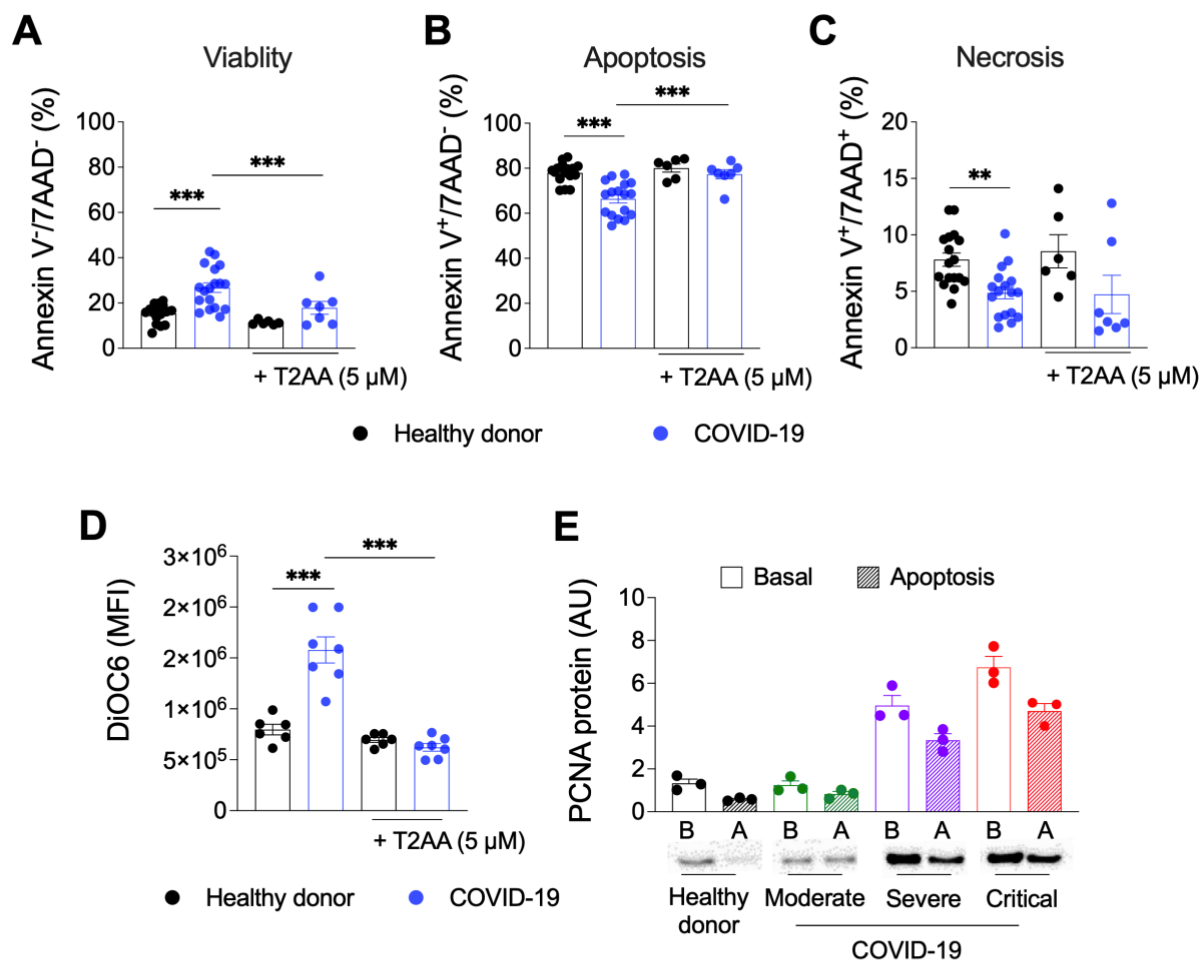 A
Viablity
Annexin V⁻/7AAD⁻ (%)
100
80
60
40
20
0
***
***
+ T2AA (5 µM)
B
Apoptosis
Annexin V⁺/7AAD⁻ (%)
100
80
60
40
20
0
***
***
+ T2AA (5 µM)
C
Necrosis
Annexin V⁺/7AAD⁺ (%)
20
15
10
5
0
**
+ T2AA (5 µM)
Healthy donor
COVID-19
D
DiOC6 (MFI)
3×10⁶
2×10⁶
2×10⁶
1×10⁶
5×10⁵
0
***
***
+ T2AA (5 µM)
Healthy donor
COVID-19
E
Basal
Apoptosis
PCNA protein (AU)
10
8
6
4
2
0
B A B A B A B A
Healthy donor
Moderate
Severe
Critical
COVID-19